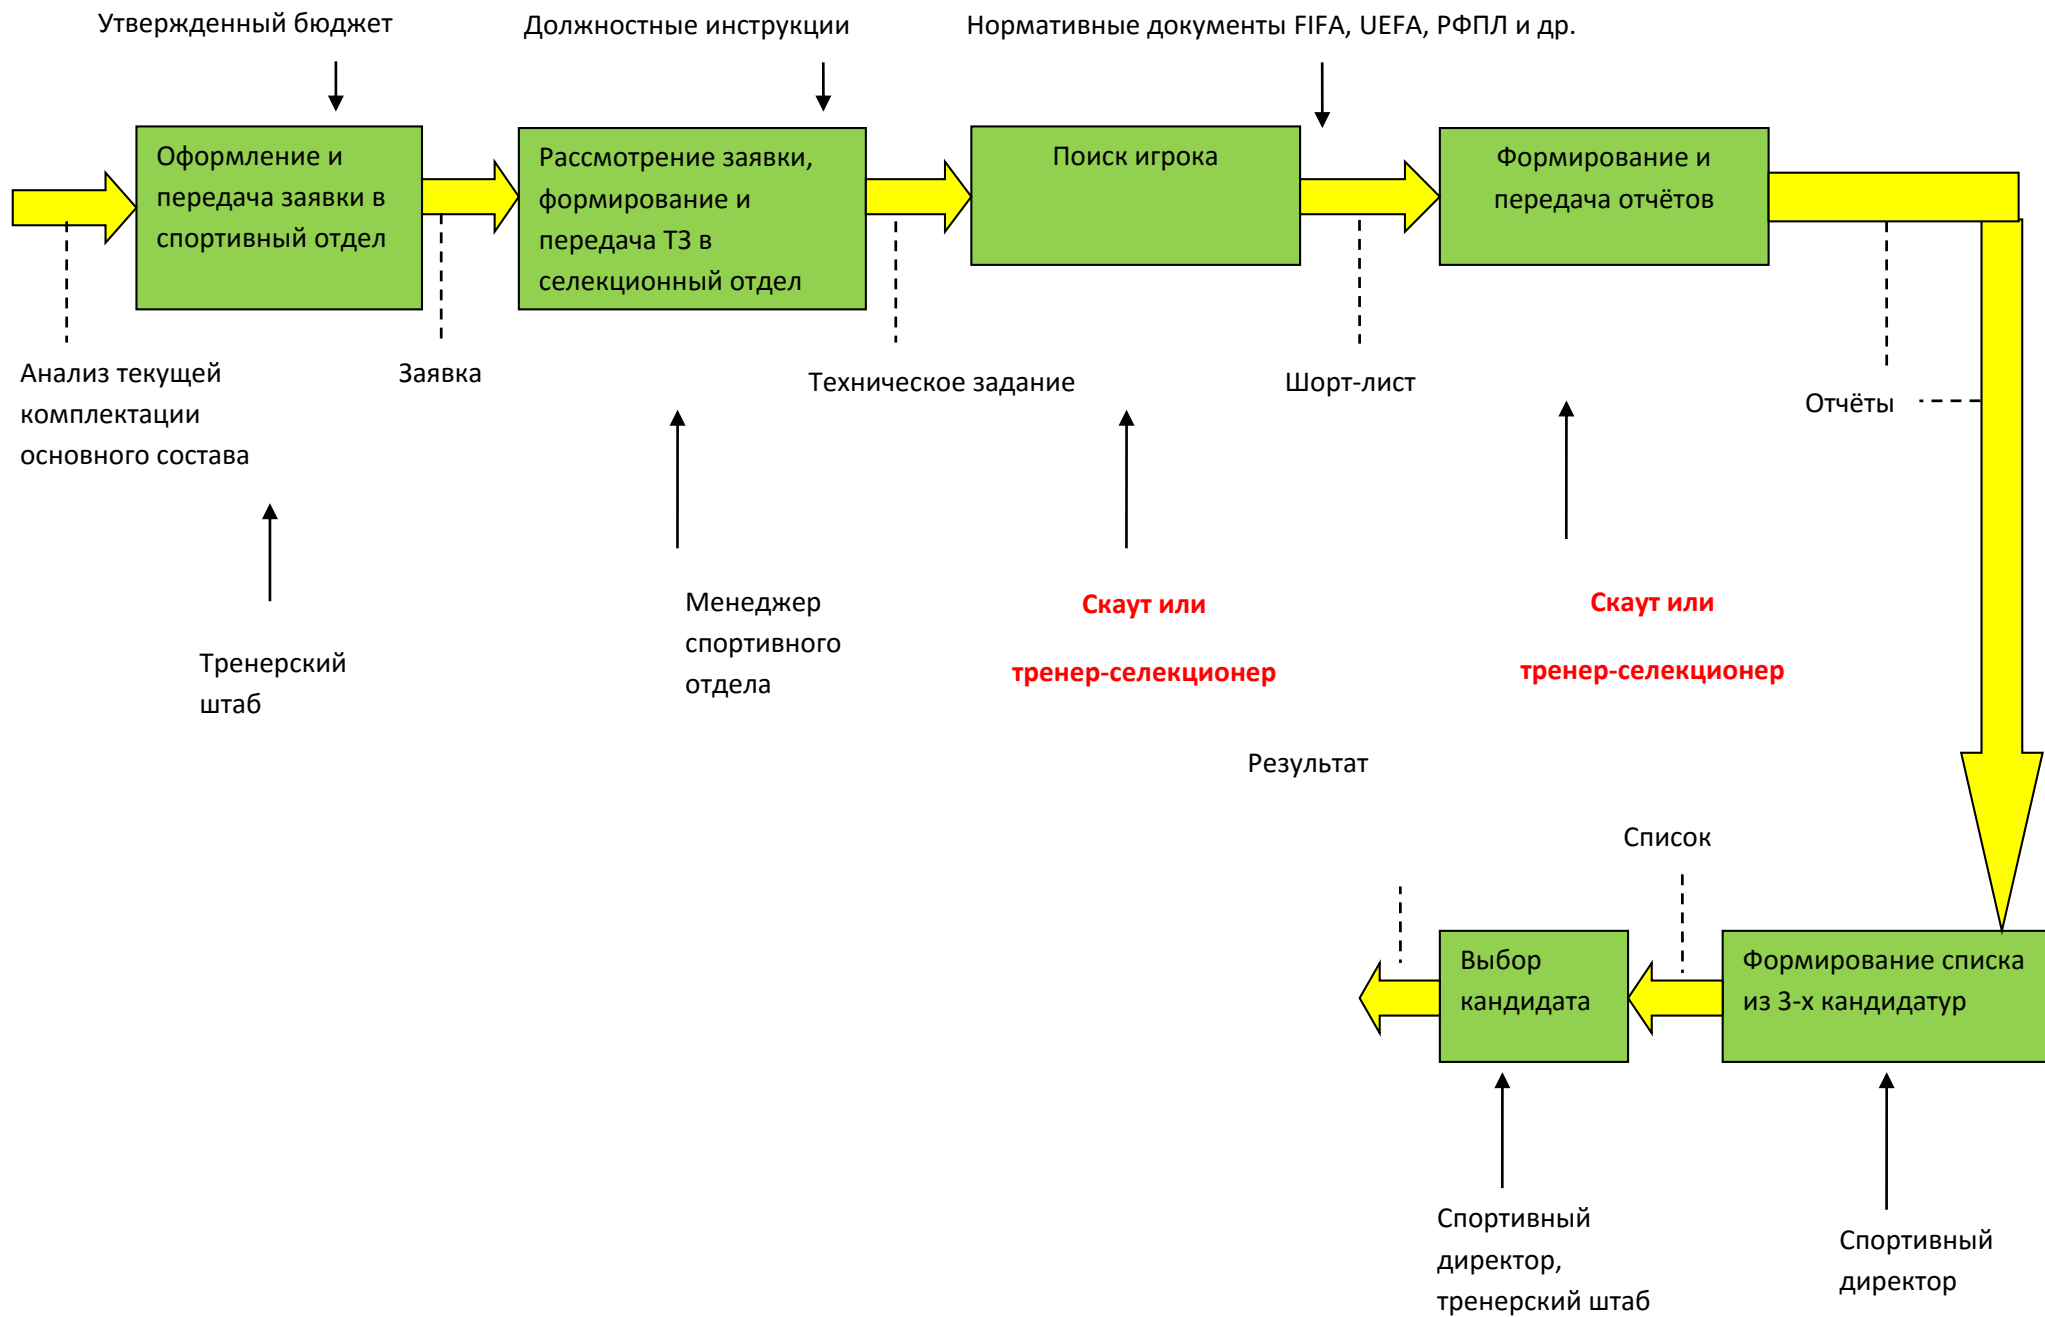 Утвержденный бюджет
Должностные инструкции
Нормативные документы FIFA, UEFA, РФПЛ и др.
Оформление и
передача заявки в
спортивный отдел
Рассмотрение заявки,
формирование и
передача ТЗ в
селекционный отдел
Поиск игрока
Формирование и
передача отчётов
Анализ текущей
комплектации
основного состава
Заявка
Техническое задание
Шорт-лист
Отчёты
Тренерский
штаб
Менеджер
спортивного
отдела
Скаут или
тренер-селекционер
Скаут или
тренер-селекционер
Результат
Список
Выбор
кандидата
Формирование списка
из 3-х кандидатур
Спортивный
директор,
тренерский штаб
Спортивный
директор